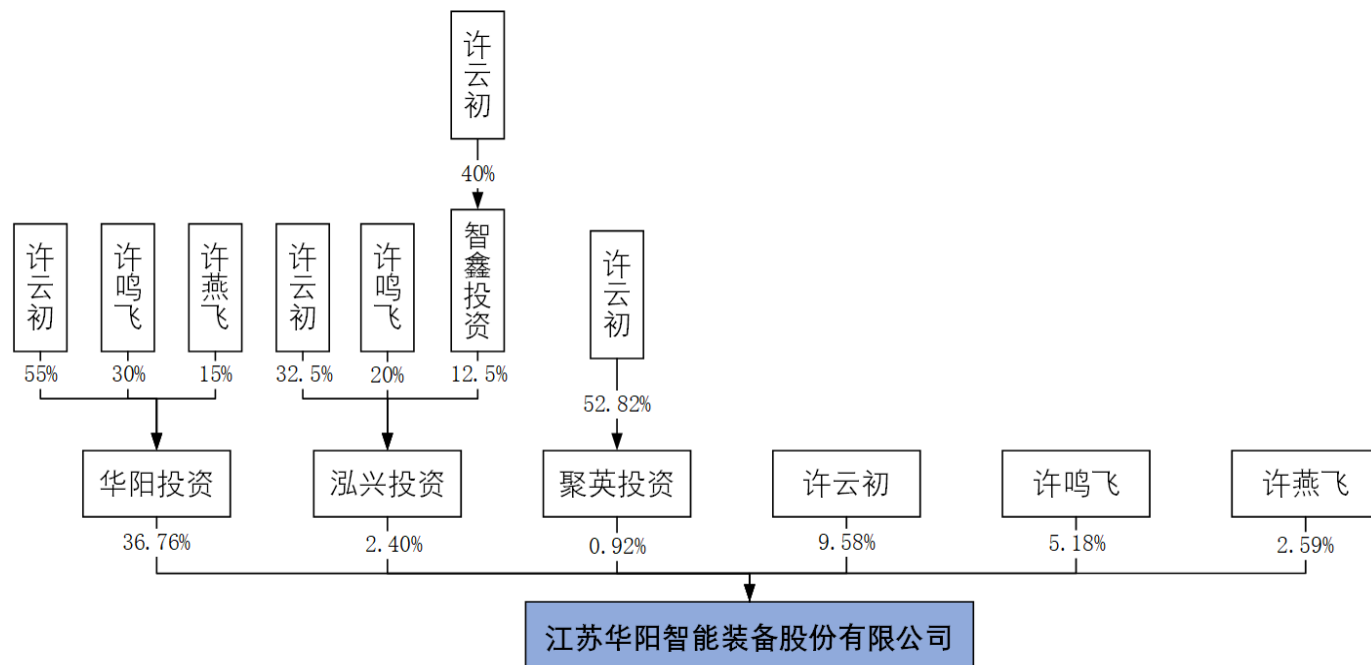 许云初
40%
许云初
许鸣飞
许燕飞
许云初
许鸣飞
智鑫投资
许云初
55%
30%
15%
32.5%
20%
12.5%
52.82%
华阳投资
泓兴投资
聚英投资
许云初
许鸣飞
许燕飞
36.76%
2.40%
0.92%
9.58%
5.18%
2.59%
江苏华阳智能装备股份有限公司